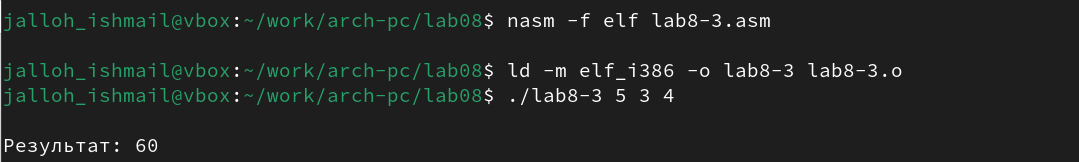 jalloh_ishmail@vbox:~/work/arch-pc/lab08$ nasm -f elf lab8-3.asm
jalloh_ishmail@vbox:~/work/arch-pc/lab08$ ld -m elf_i386 -o lab8-3 lab8-3.o
jalloh_ishmail@vbox:~/work/arch-pc/lab08$ ./lab8-3 5 3 4
Результат: 60